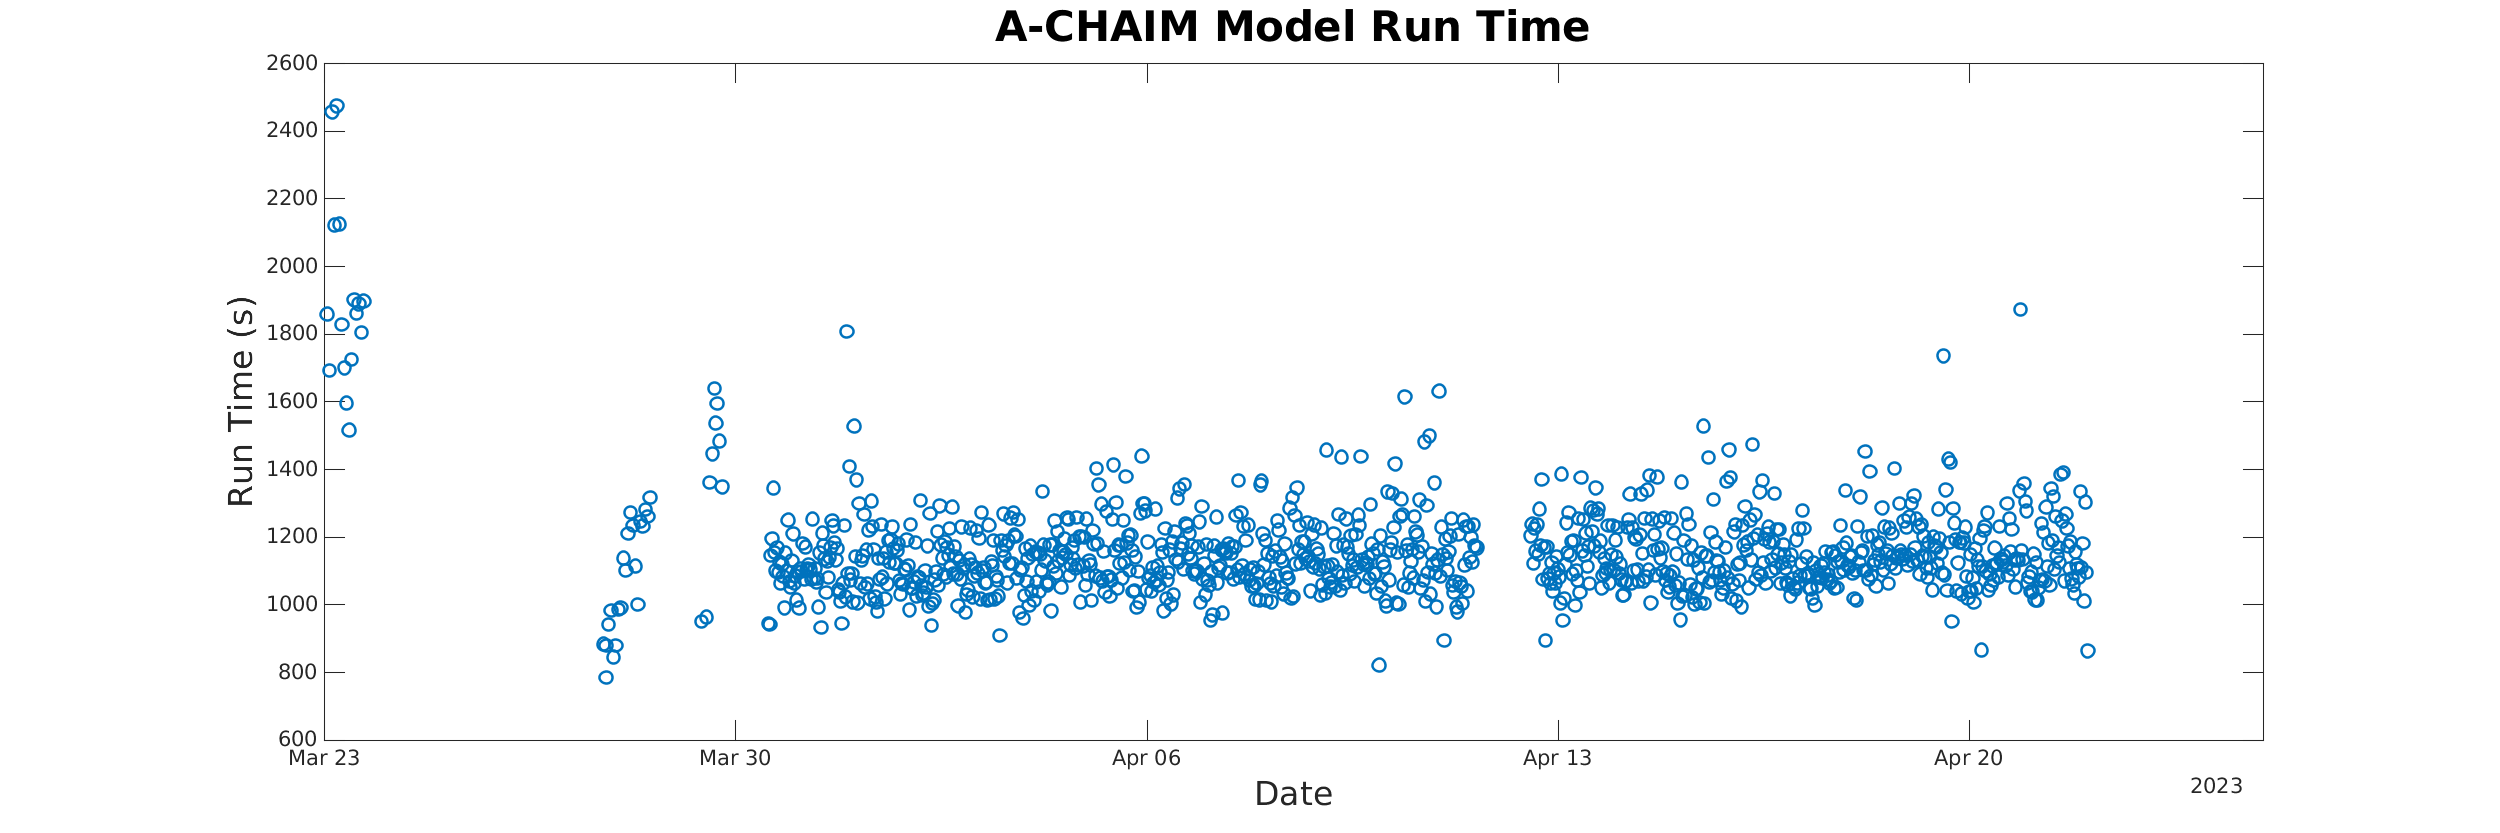 A-CHAIM Model Run Time
2600
2400
2200
2000
1800
1600
1400
1200
1000
800
600
Run Time (s)
Mar 23
Mar 30
Apr 06
Apr 13
Apr 20
2023
Date